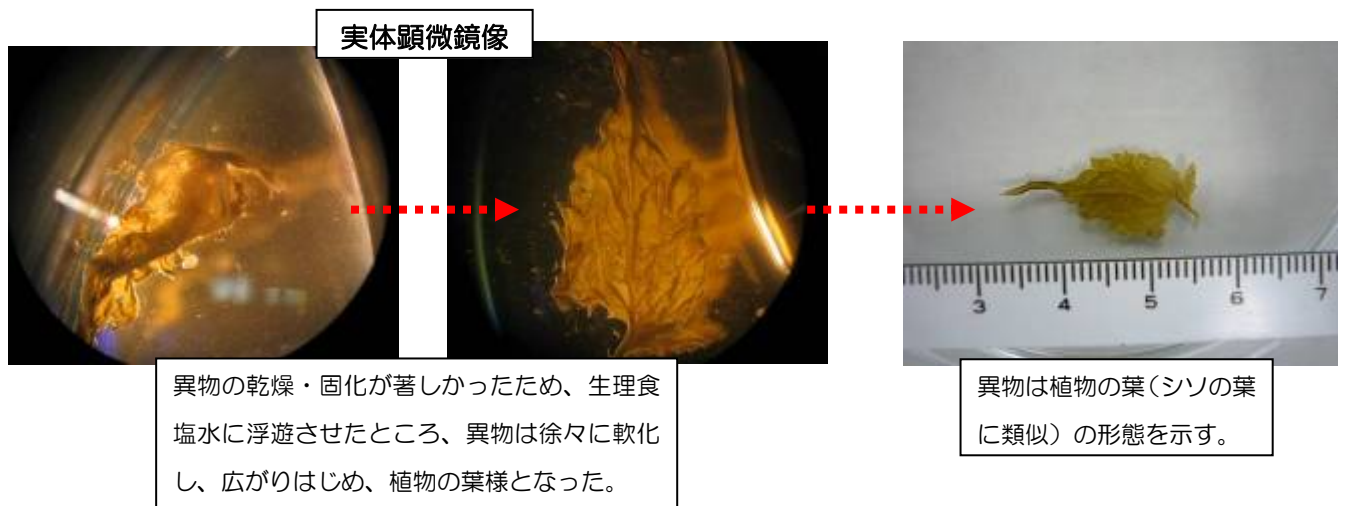 実体顕微鏡像
3 4 5 6 7
異物の乾燥・固化が著しかったため、生理食
塩水に浮遊させたところ、異物は徐々に軟化
し、広がりはじめ、植物の葉様となった。
異物は植物の葉（シソの葉
に類似）の形態を示す。